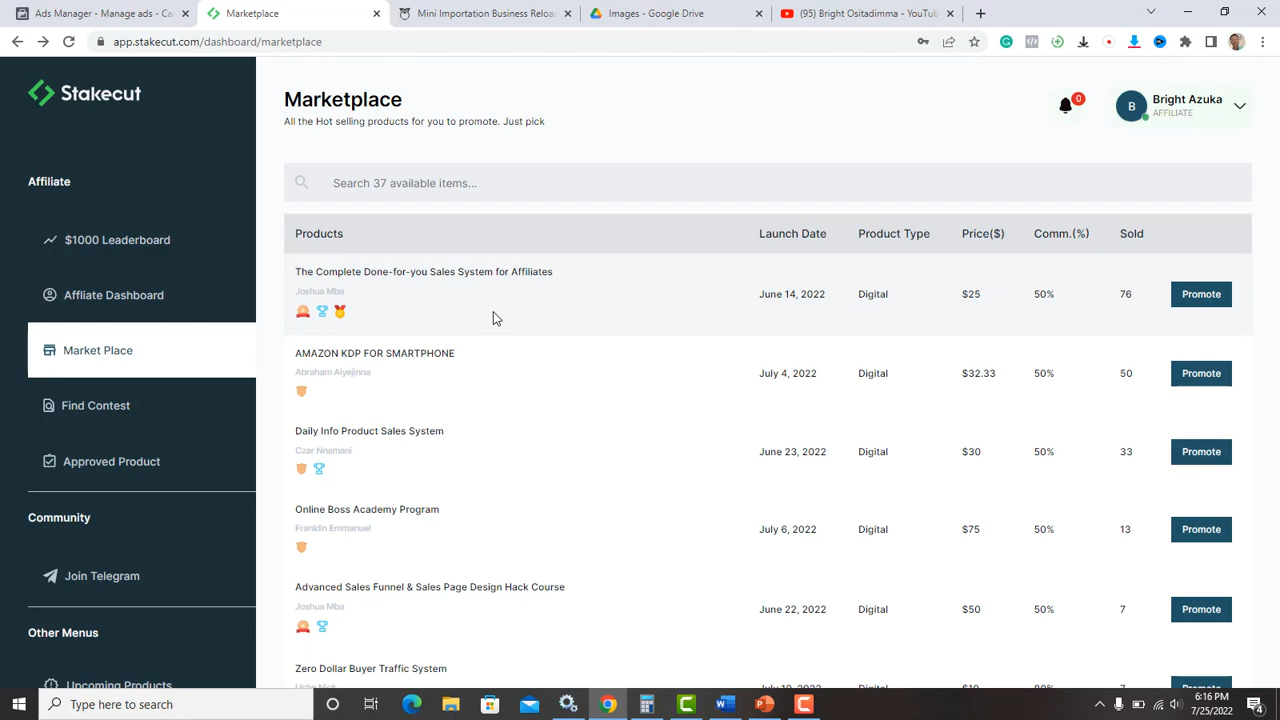 Ads Manager - Manage ads - Ca
Marketplace
Mini Importation Business Reloa
Images - Google Drive
(95) Bright Ositadimma - YouTub
app.stakecut.com/dashboard/marketplace
Stakecut
Affiliate
$1000 Leaderboard
Affliate Dashboard
Market Place
Find Contest
Approved Product
Community
Join Telegram
Other Menus
Upcoming Products
Marketplace
All the Hot selling products for you to promote. Just pick
0
B
Bright Azuka
AFFILIATE
Search 37 available items...
Products Launch Date Product Type Price($) Comm.(%) Sold
The Complete Done-for-you Sales System for Affiliates
Joshua Mba
June 14, 2022 Digital $25 50% 76 Promote
AMAZON KDP FOR SMARTPHONE
Abraham Aiyejinna
July 4, 2022 Digital $32.33 50% 50 Promote
Daily Info Product Sales System
Czar Nnamani
June 23, 2022 Digital $30 50% 33 Promote
Online Boss Academy Program
Franklin Emmanuel
July 6, 2022 Digital $75 50% 13 Promote
Advanced Sales Funnel & Sales Page Design Hack Course
Joshua Mba
June 22, 2022 Digital $50 50% 7 Promote
Zero Dollar Buyer Traffic System
Uche Nick
2022 Digital Promote
Type here to search
6:16 PM
7/25/2022
4